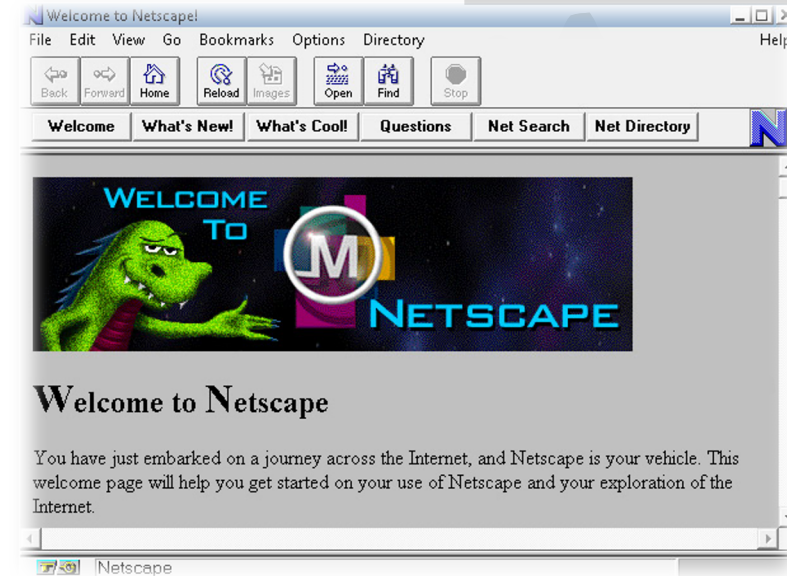 Welcome to Netscape!
File Edit View Go Bookmarks Options Directory Help
Back Forward Home Reload Images Open Find Stop
Welcome What's New! What's Cool! Questions Net Search Net Directory
N
WELCOME
TO
M
NETSCAPE
Welcome to Netscape
You have just embarked on a journey across the Internet, and Netscape is your vehicle. This
welcome page will help you get started on your use of Netscape and your exploration of the
Internet.
Netscape